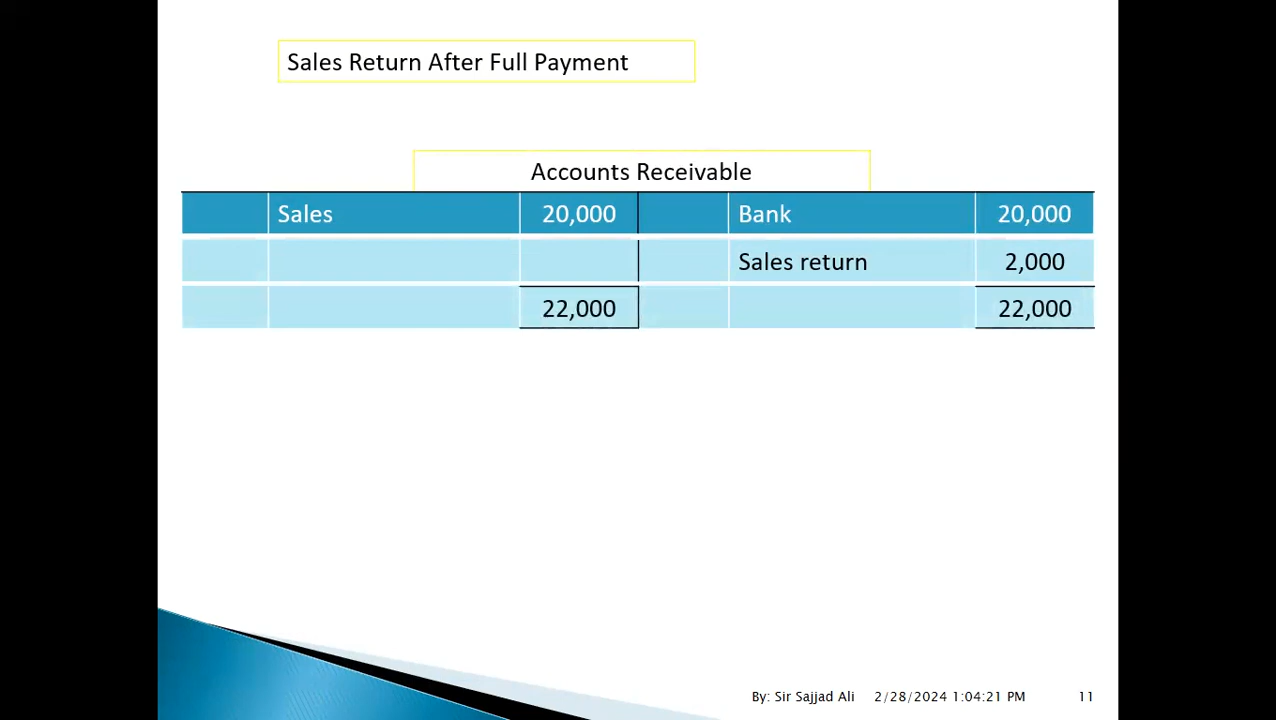 Sales Return After Full Payment
Accounts Receivable
Sales 20,000 Bank 20,000
Sales return 2,000
22,000 22,000
By: Sir Sajjad Ali 2/28/2024 1:04:21 PM 11